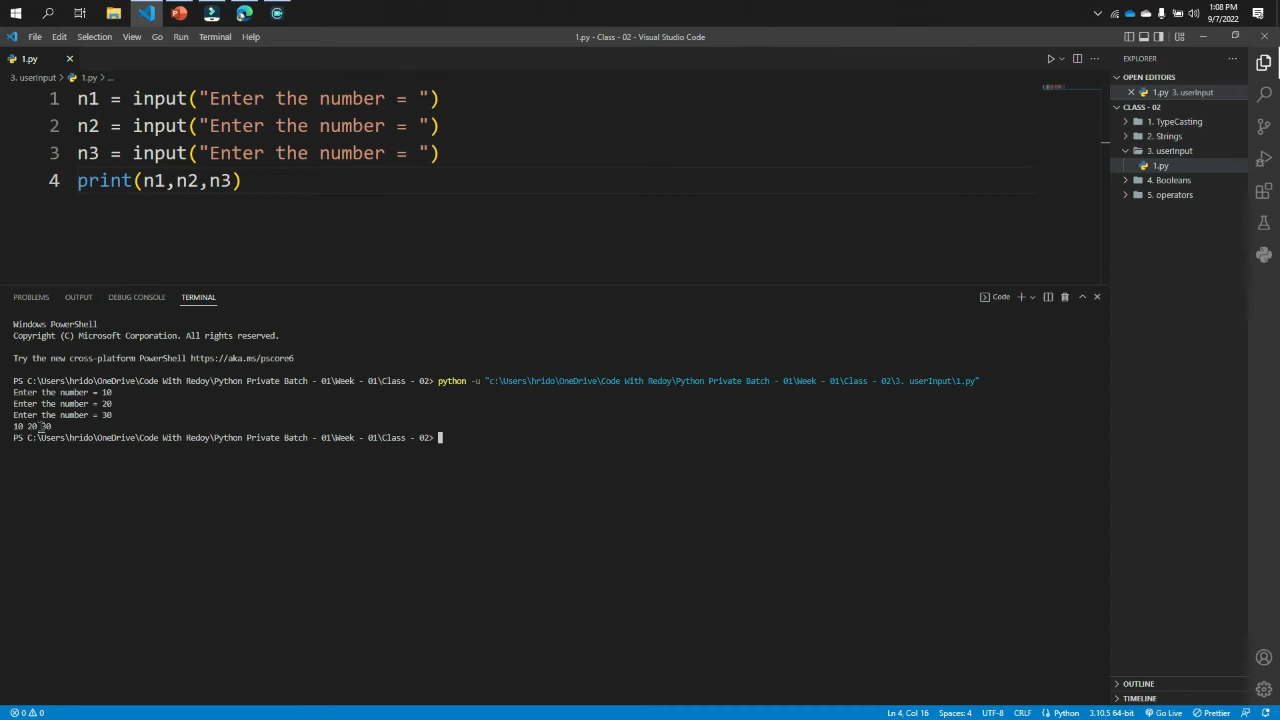 1:08 PM
9/7/2022
File Edit Selection View Go Run Terminal Help
1.py - Class - 02 - Visual Studio Code
1.py
3. userInput > 1.py > ...
1 n1 = input("Enter the number = ")
2 n2 = input("Enter the number = ")
3 n3 = input("Enter the number = ")
4 print(n1,n2,n3)
EXPLORER
OPEN EDITORS
1.py 3. userInput
CLASS - 02
1. TypeCasting
2. Strings
3. userInput
1.py
4. Booleans
5. operators
PROBLEMS OUTPUT DEBUG CONSOLE TERMINAL
Code
Windows PowerShell
Copyright (C) Microsoft Corporation. All rights reserved.
Try the new cross-platform PowerShell https://aka.ms/pscore6
PS C:\Users\hrido\OneDrive\Code With Redoy\Python Private Batch - 01\Week - 01\Class - 02> python -u "c:\Users\hrido\OneDrive\Code With Redoy\Python Private Batch - 01\Week - 01\Class - 02\3. userInput\1.py"
Enter the number = 10
Enter the number = 20
Enter the number = 30
10 20 30
PS C:\Users\hrido\OneDrive\Code With Redoy\Python Private Batch - 01\Week - 01\Class - 02>
OUTLINE
TIMELINE
0 0
Ln 4, Col 16 Spaces: 4 UTF-8 CRLF Python 3.10.5 64-bit Go Live Prettier